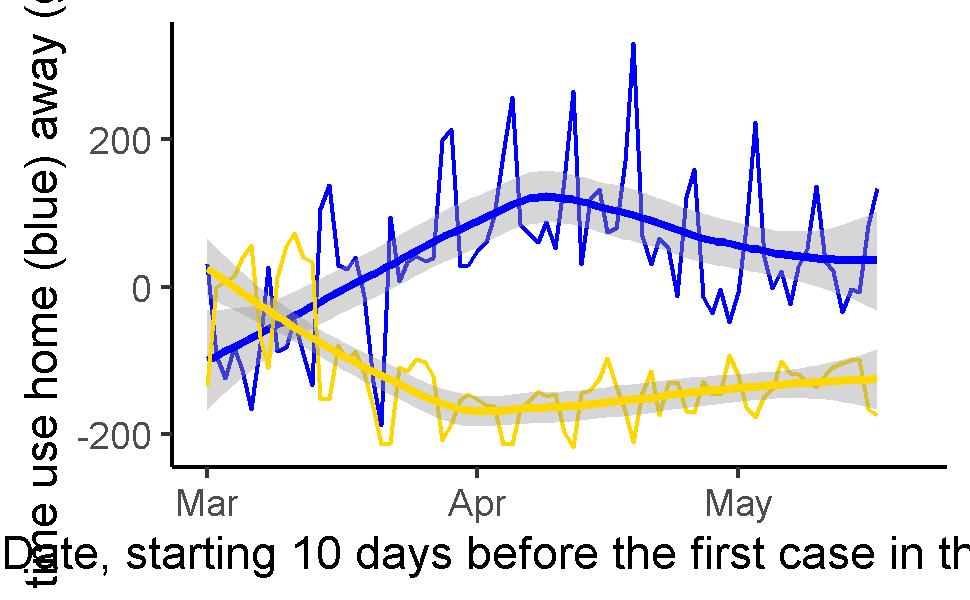 time use home (blue) away (
200
0
-200
Mar Apr May
Date, starting 10 days before the first case in th